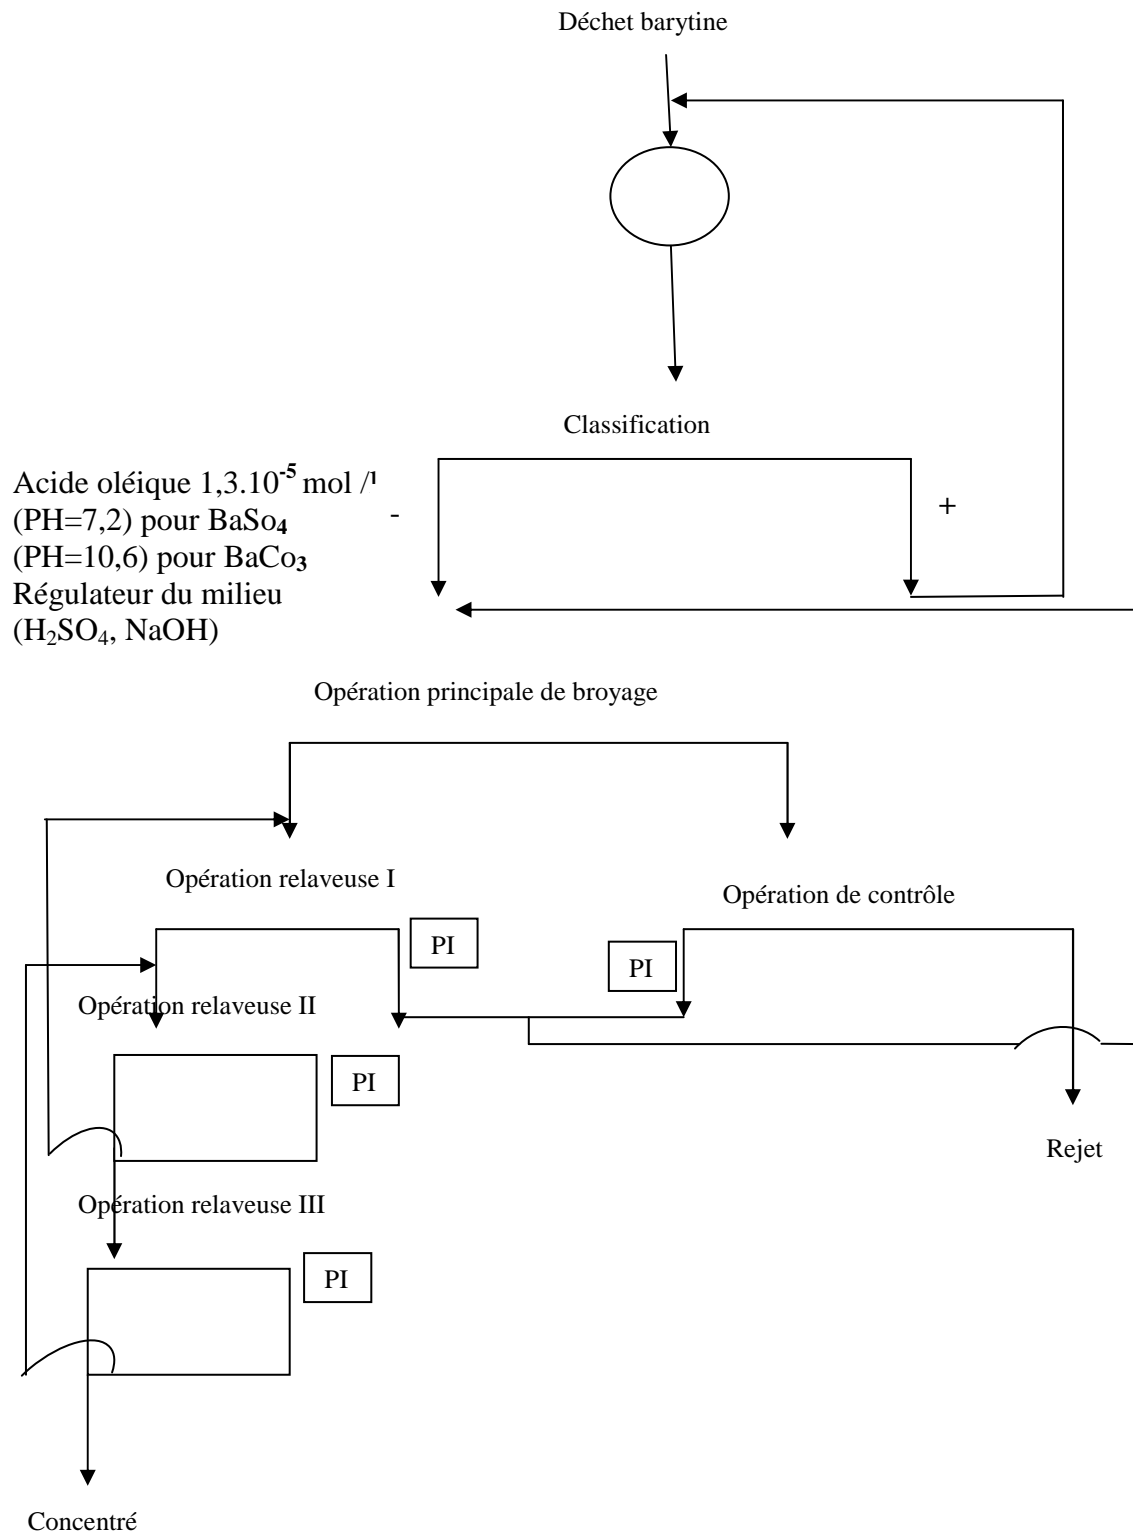 Déchet barytine
Classification
Acide oléique 1,3.10⁻⁵ mol /l
(PH=7,2) pour BaSo₄
(PH=10,6) pour BaCo₃
Régulateur du milieu
(H₂SO₄, NaOH)
-
+
Opération principale de broyage
Opération relaveuse I
Opération de contrôle
PI
PI
Opération relaveuse II
PI
Rejet
Opération relaveuse III
PI
Concentré